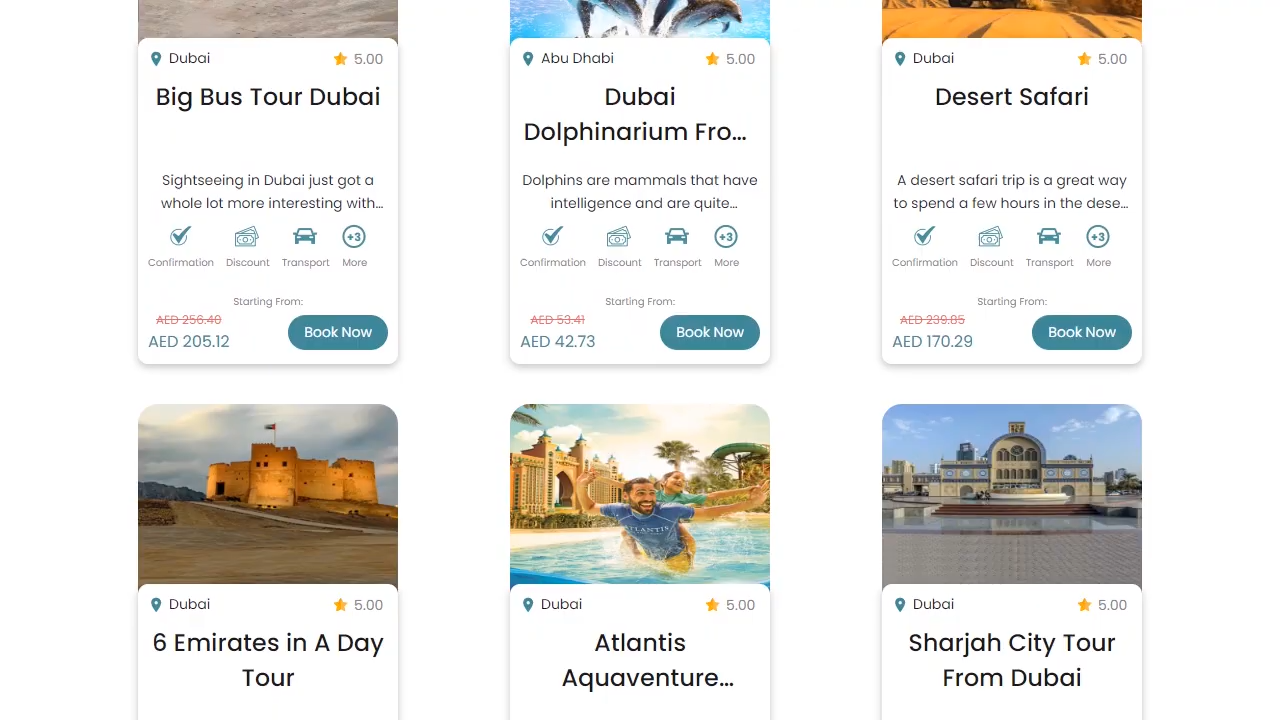 Dubai 5.00
Big Bus Tour Dubai
Sightseeing in Dubai just got a
whole lot more interesting with...
Confirmation Discount Transport +3 More
Starting From:
AED 256.40
AED 205.12 Book Now
Abu Dhabi 5.00
Dubai
Dolphinarium Fro...
Dolphins are mammals that have
intelligence and are quite...
Confirmation Discount Transport +3 More
Starting From:
AED 53.41
AED 42.73 Book Now
Dubai 5.00
Desert Safari
A desert safari trip is a great way
to spend a few hours in the dese...
Confirmation Discount Transport +3 More
Starting From:
AED 239.85
AED 170.29 Book Now
Dubai 5.00
6 Emirates in A Day
Tour
ATLANTIS
Dubai 5.00
Atlantis
Aquaventure...
Dubai 5.00
Sharjah City Tour
From Dubai